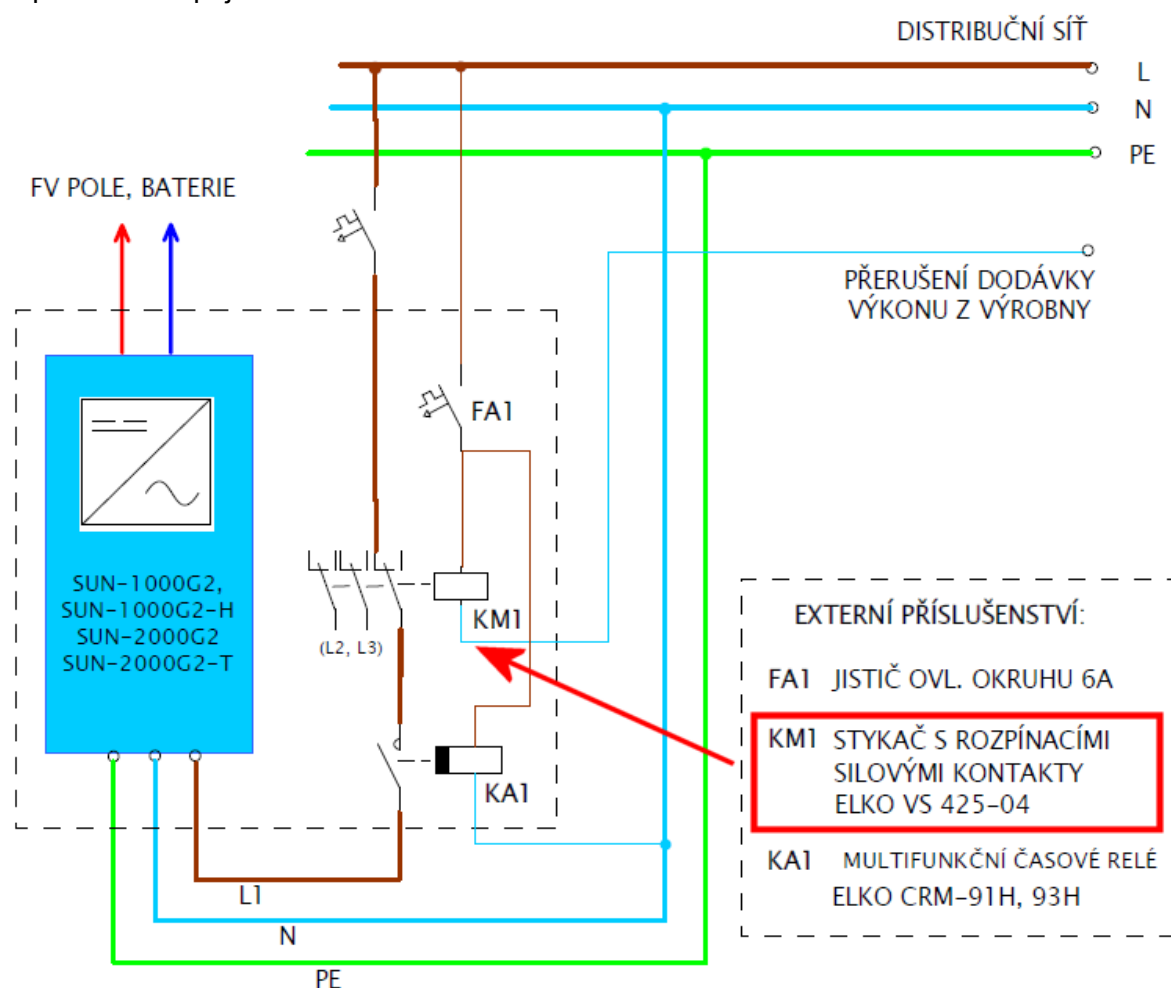 DISTRIBUČNÍ SÍŤ
L
N
PE
FV POLE, BATERIE
PŘERUŠENÍ DODÁVKY
VÝKONU Z VÝROBNY
FA1
SUN-1000G2,
SUN-1000G2-H
SUN-2000G2
SUN-2000G2-T
KM1
(L2, L3)
KA1
L1
N
PE
EXTERNÍ PŘÍSLUŠENSTVÍ:
FA1 JISTIČ OVL. OKRUHU 6A
KM1 STYKAČ S ROZPÍNACÍMI
SILOVÝMI KONTAKTY
ELKO VS 425-04
KA1 MULTIFUNKČNÍ ČASOVÉ RELÉ
ELKO CRM-91H, 93H